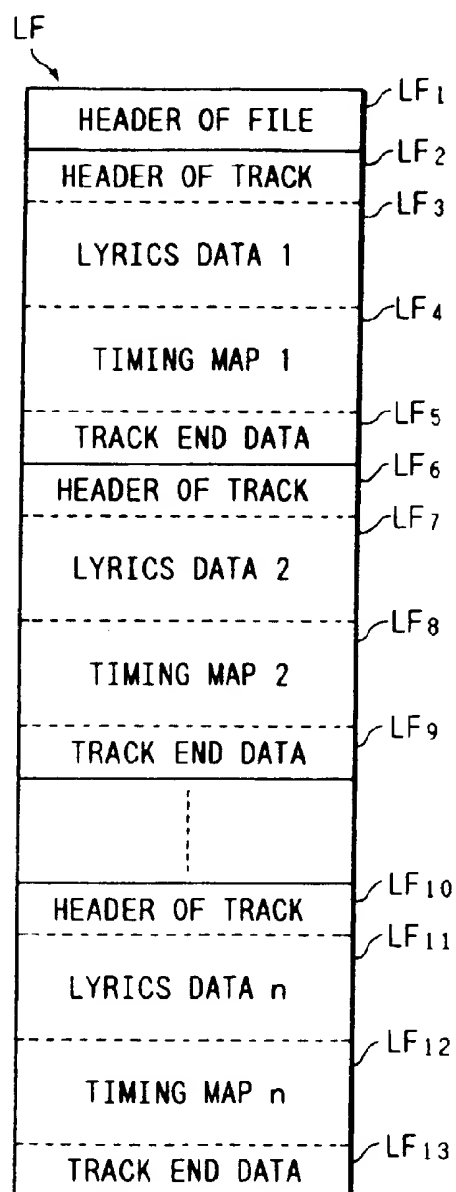 LF
HEADER OF FILE LF1
HEADER OF TRACK LF2
LYRICS DATA 1 LF3
TIMING MAP 1 LF4
TRACK END DATA LF5
HEADER OF TRACK LF6
LYRICS DATA 2 LF7
TIMING MAP 2 LF8
TRACK END DATA LF9
HEADER OF TRACK LF10
LYRICS DATA n LF11
TIMING MAP n LF12
TRACK END DATA LF13